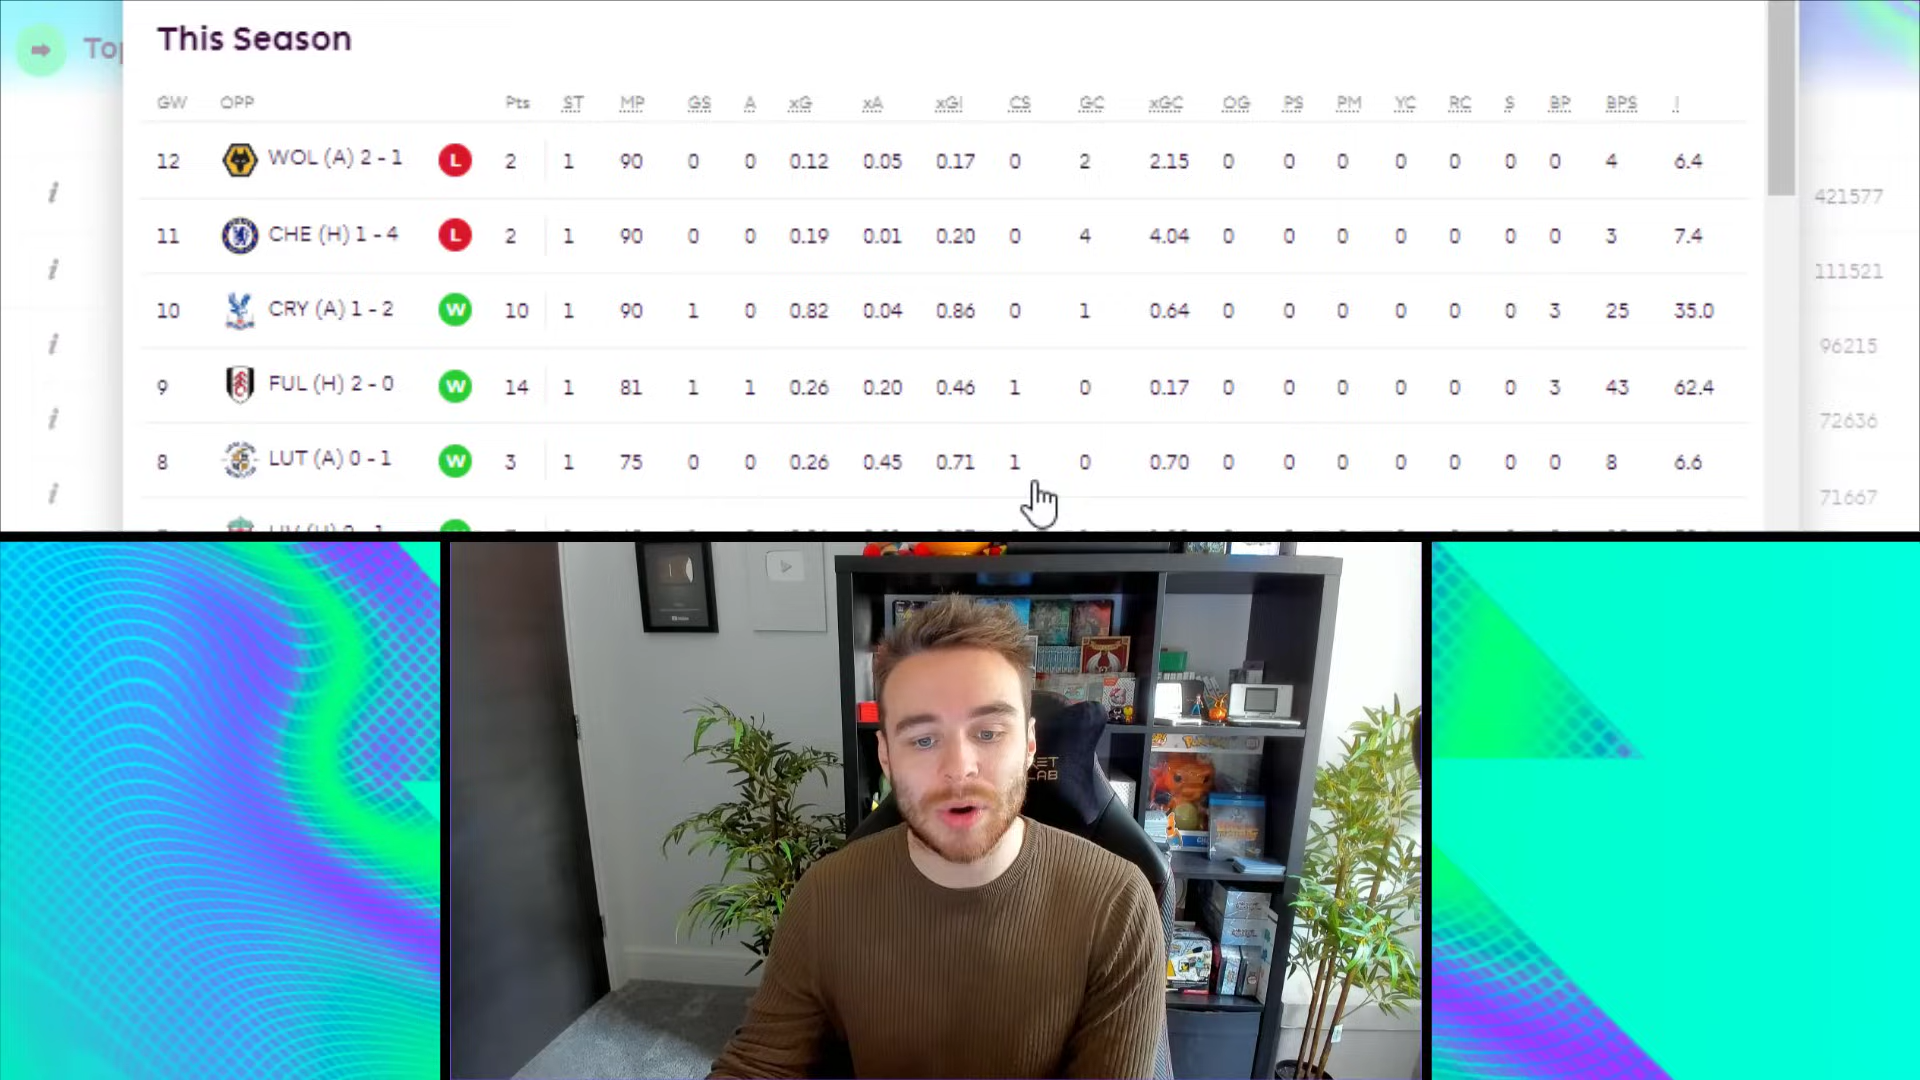 Top
This Season
GW OPP Pts ST MP GS A xG xA xGI CS GC xGC OG PS PM YC RC S BP BPS I
12 WOL (A) 2 - 1 L 2 1 90 0 0 0.12 0.05 0.17 0 2 2.15 0 0 0 0 0 0 0 4 6.4
i 421577
11 CHE (H) 1 - 4 L 2 1 90 0 0 0.19 0.01 0.20 0 4 4.04 0 0 0 0 0 0 0 3 7.4
i 111521
10 CRY (A) 1 - 2 W 10 1 90 1 0 0.82 0.04 0.86 0 1 0.64 0 0 0 0 0 0 3 25 35.0
i 96215
9 FUL (H) 2 - 0 W 14 1 81 1 1 0.26 0.20 0.46 1 0 0.17 0 0 0 0 0 0 3 43 62.4
i 72636
8 LUT (A) 0 - 1 W 3 1 75 0 0 0.26 0.45 0.71 1 0 0.70 0 0 0 0 0 0 0 8 6.6
i 71667